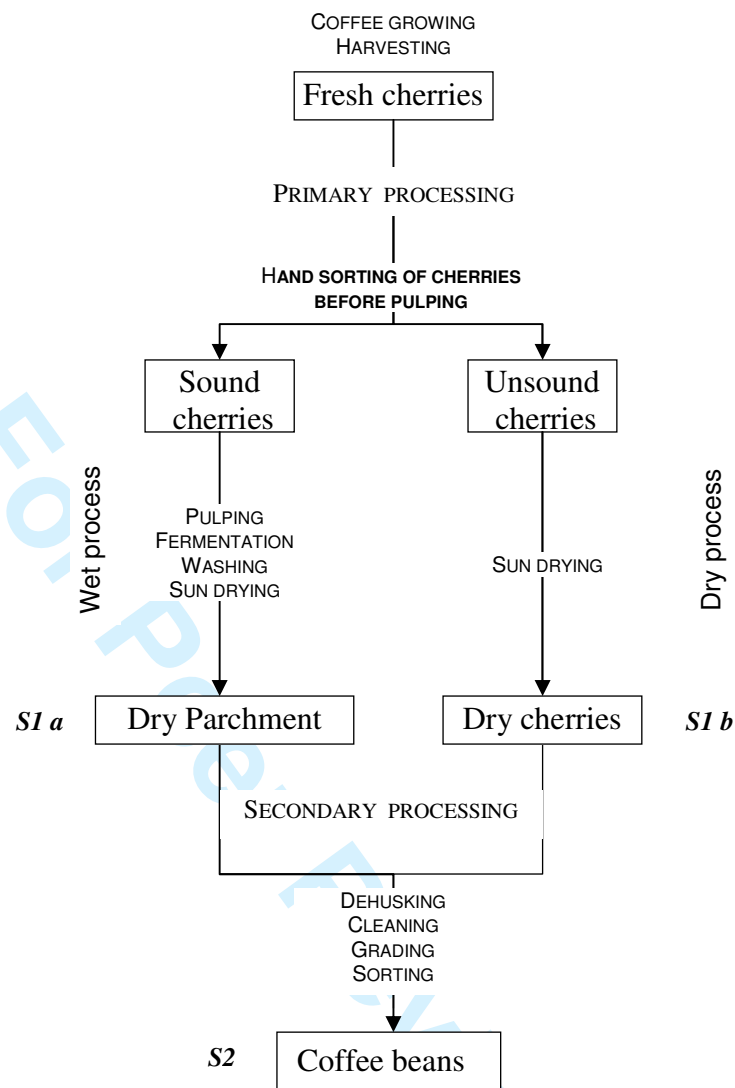 COFFEE GROWING
HARVESTING
Fresh cherries
PRIMARY PROCESSING
HAND SORTING OF CHERRIES
BEFORE PULPING
Sound
cherries
Unsound
cherries
Wet process
PULPING
FERMENTATION
WASHING
SUN DRYING
SUN DRYING
Dry process
S1 a
Dry Parchment
Dry cherries
S1 b
SECONDARY PROCESSING
DEHUSKING
CLEANING
GRADING
SORTING
S2
Coffee beans
For Peer